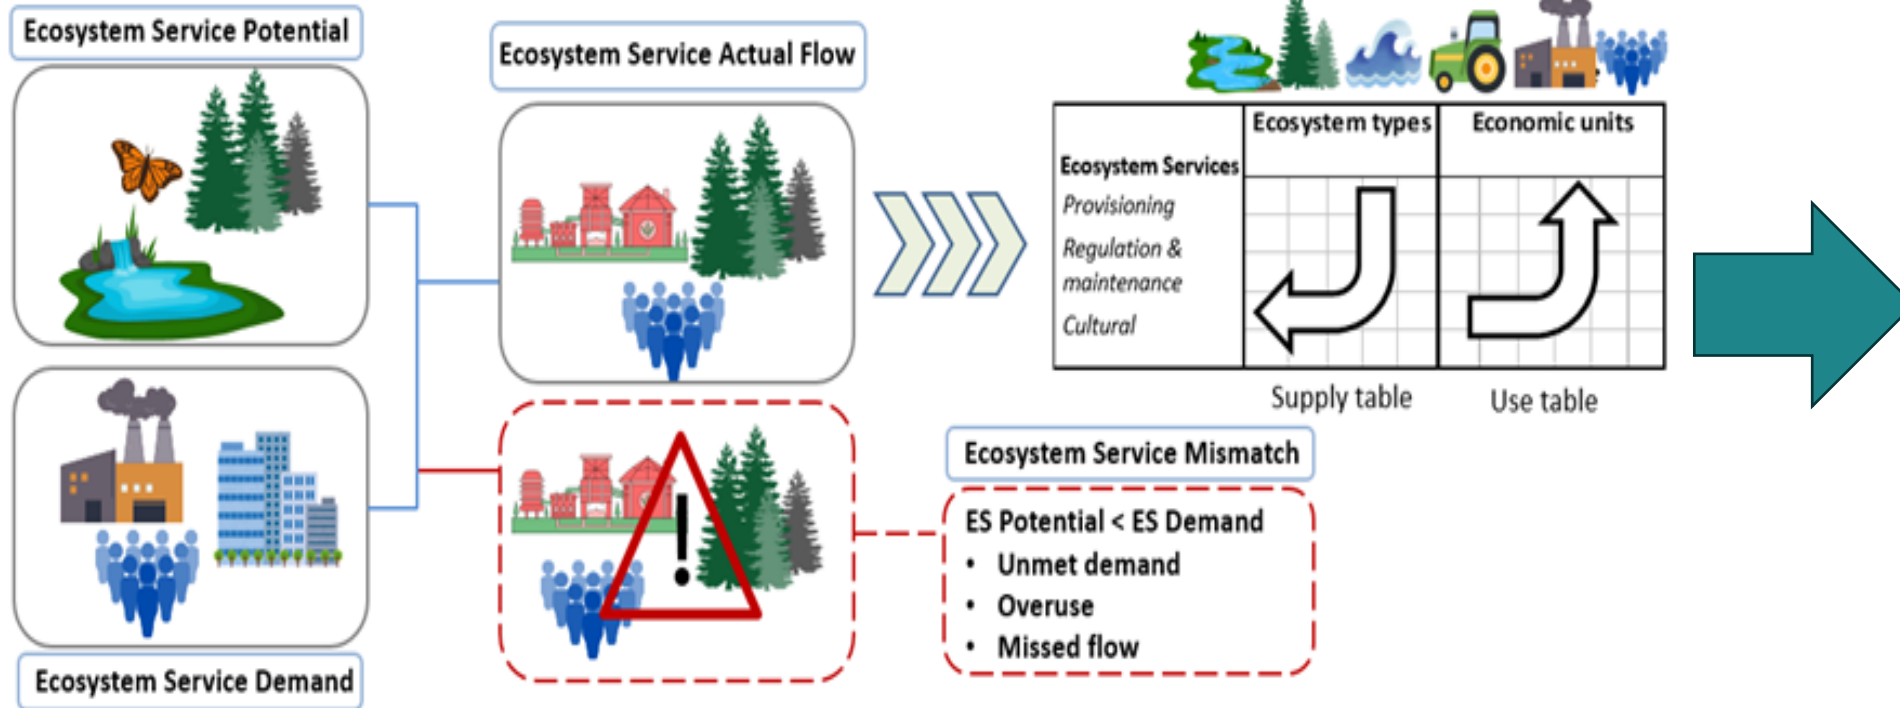 Ecosystem Service Potential
Ecosystem Service Demand
Ecosystem Service Actual Flow
Ecosystem Service Mismatch
ES Potential < ES Demand
• Unmet demand
• Overuse
• Missed flow
Ecosystem types
Economic units
Ecosystem Services
Provisioning
Regulation &
maintenance
Cultural
Supply table
Use table